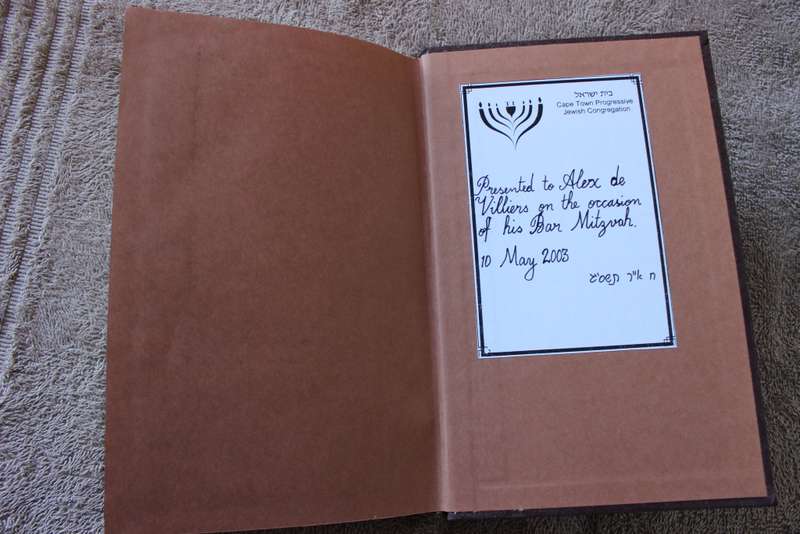 בית ישראל
Cape Town Progressive
Jewish Congregation
Presented to Alex de
Villiers on the occasion
of his Bar Mitzvah.
10 May 2003
ח אייר תשס"ג